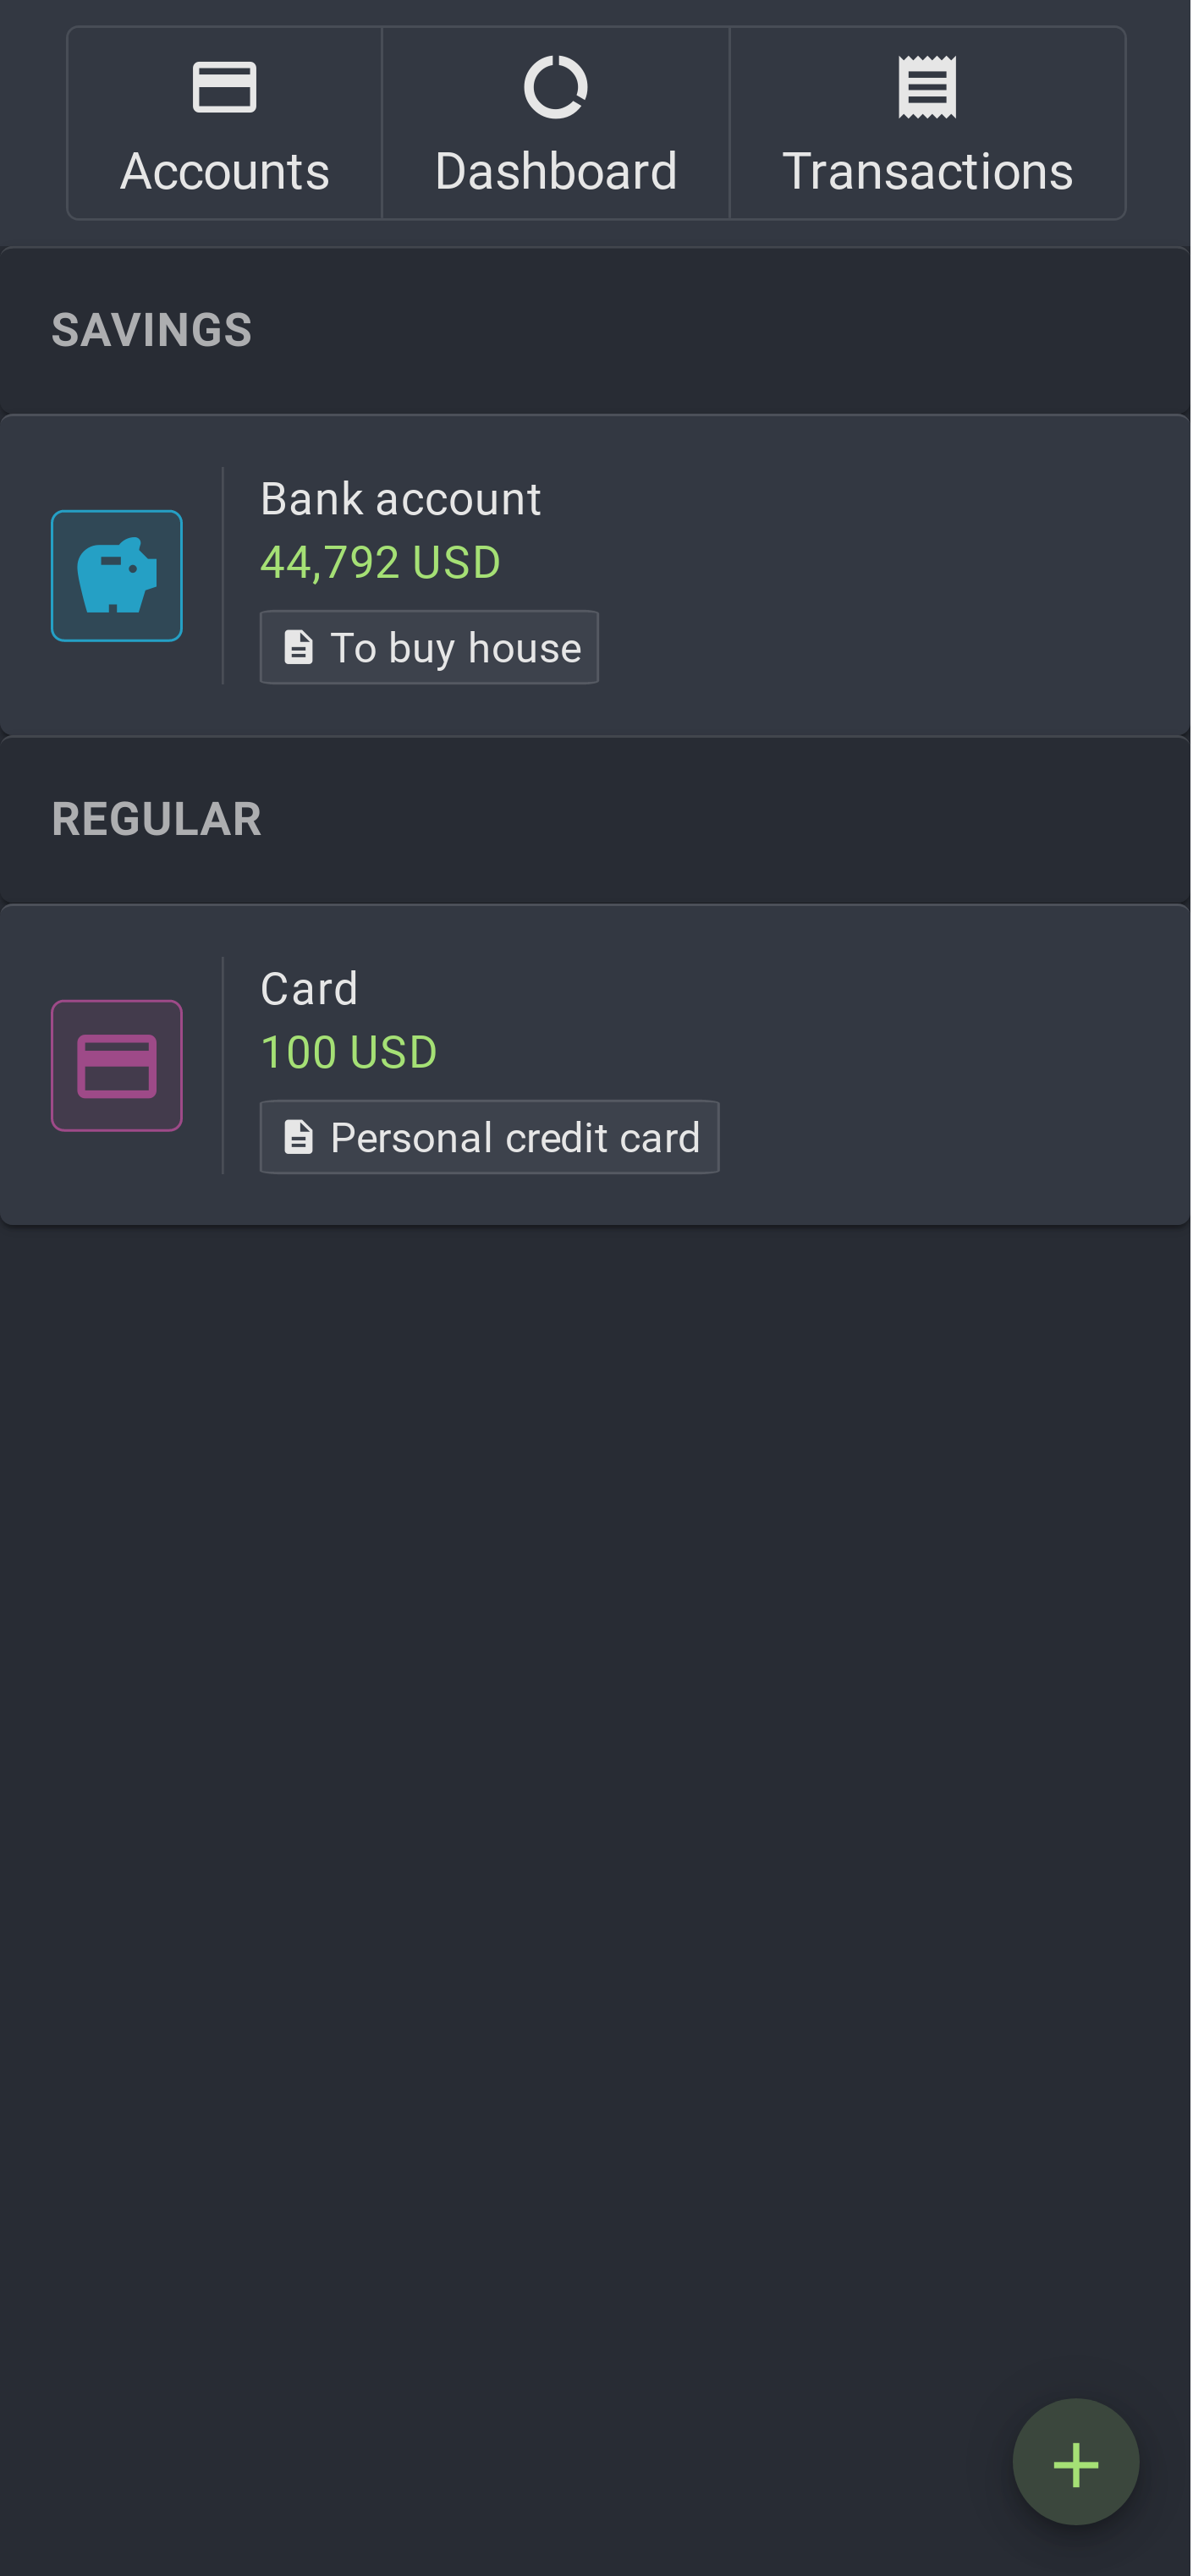 Accounts
Dashboard
Transactions
SAVINGS
Bank account
44,792 USD
To buy house
REGULAR
Card
100 USD
Personal credit card